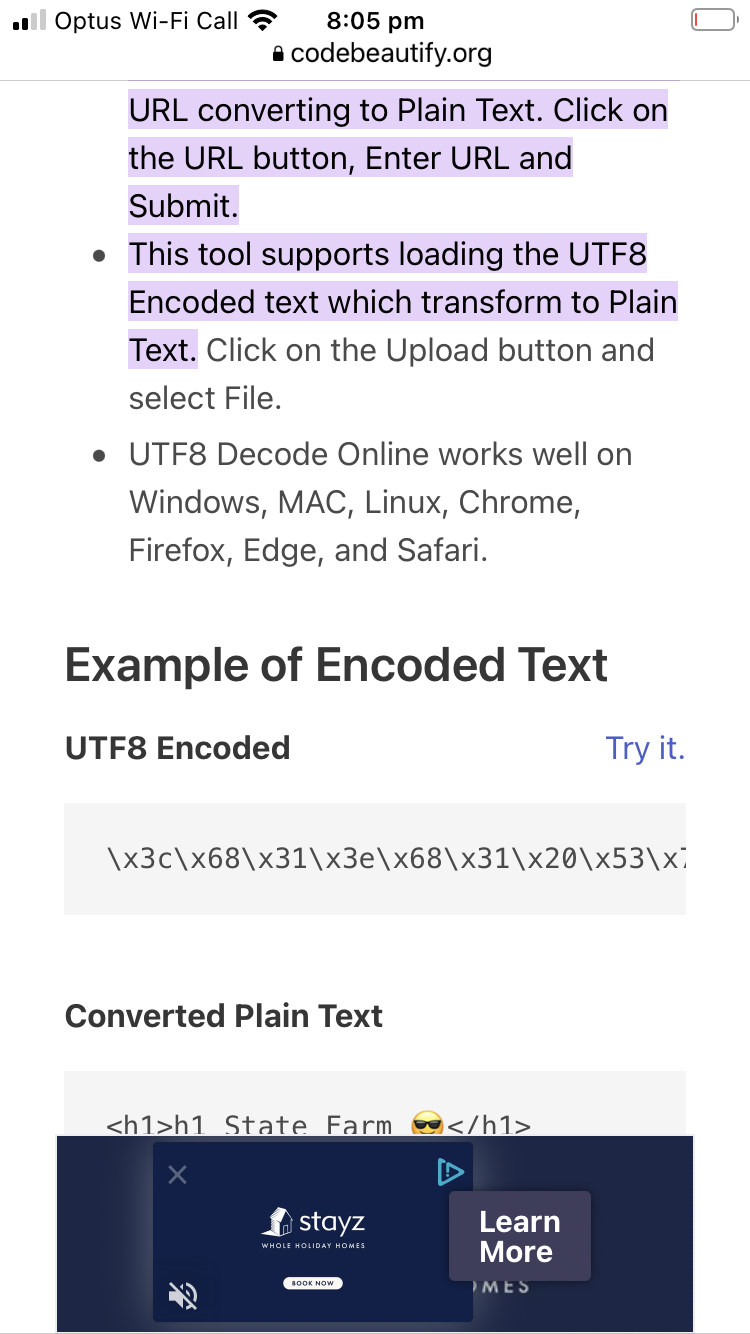 Optus Wi-Fi Call 8:05 pm
codebeautify.org
URL converting to Plain Text. Click on
the URL button, Enter URL and
Submit.
• This tool supports loading the UTF8
Encoded text which transform to Plain
Text. Click on the Upload button and
select File.
• UTF8 Decode Online works well on
Windows, MAC, Linux, Chrome,
Firefox, Edge, and Safari.
Example of Encoded Text
UTF8 Encoded Try it.
\x3c\x68\x31\x3e\x68\x31\x20\x53\x7
Converted Plain Text
<h1>h1 State Farm 😎</h1>
stayz
WHOLE HOLIDAY HOMES
BOOK NOW
Learn
More
OMES